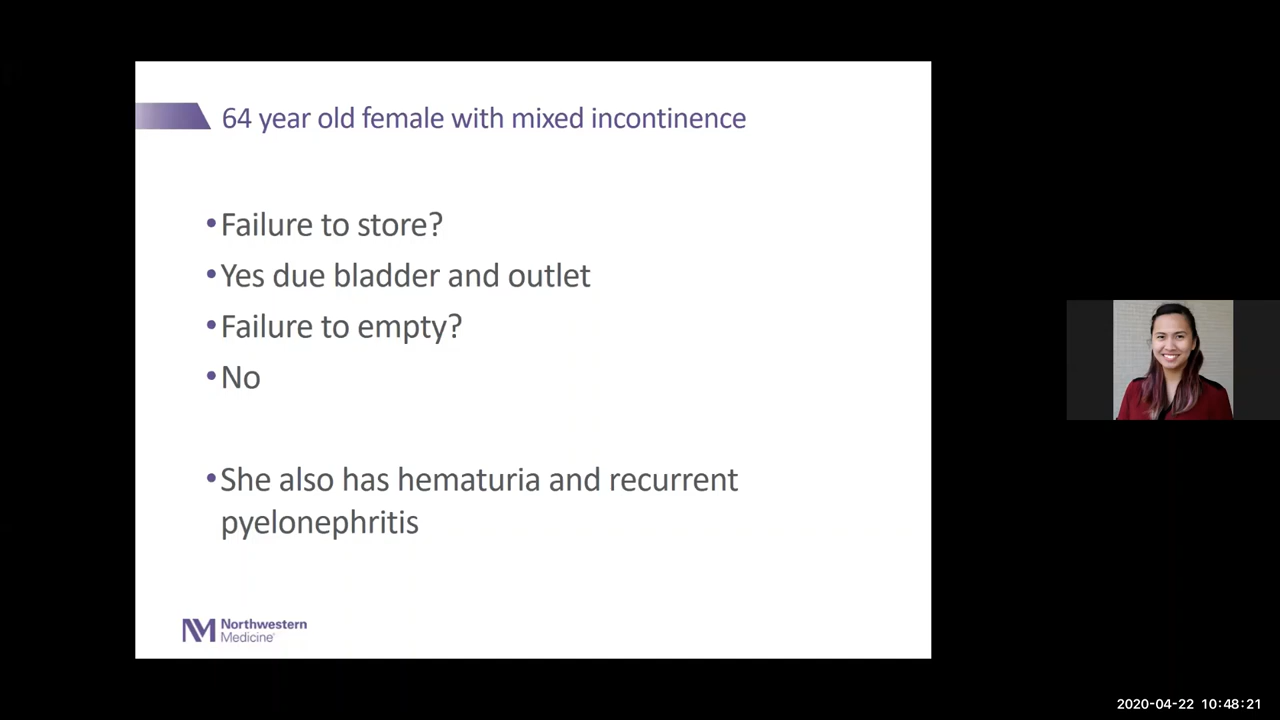 64 year old female with mixed incontinence
•Failure to store?
•Yes due bladder and outlet
•Failure to empty?
•No
•She also has hematuria and recurrent
pyelonephritis
NM Northwestern
Medicine®
2020-04-22 10:48:21